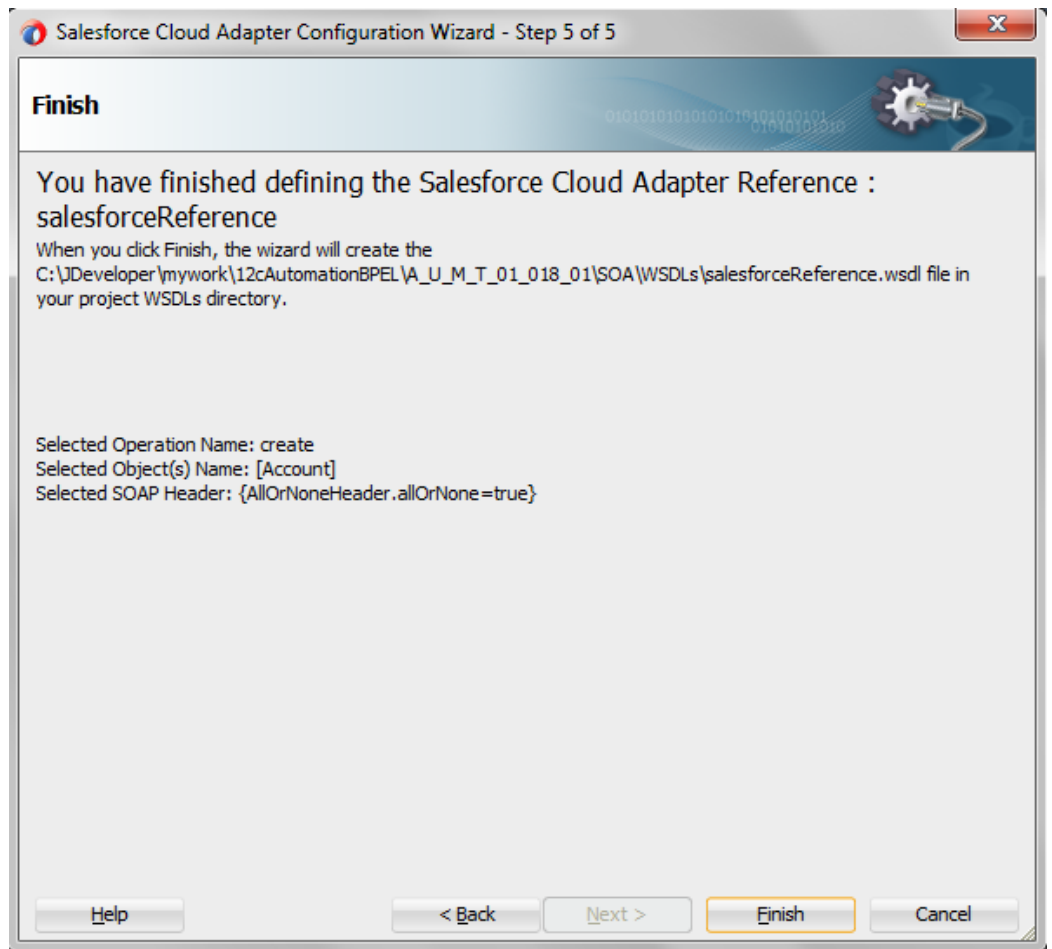 Salesforce Cloud Adapter Configuration Wizard - Step 5 of 5
x
Finish
You have finished defining the Salesforce Cloud Adapter Reference :
salesforceReference
When you click Finish, the wizard will create the
C:\JDeveloper\mywork\12cAutomationBPEL\A_U_M_T_01_018_01\SOA\WSDLs\salesforceReference.wsdl file in
your project WSDLs directory.
Selected Operation Name: create
Selected Object(s) Name: [Account]
Selected SOAP Header: {AllOrNoneHeader.allOrNone=true}
Help
< Back
Next >
Finish
Cancel